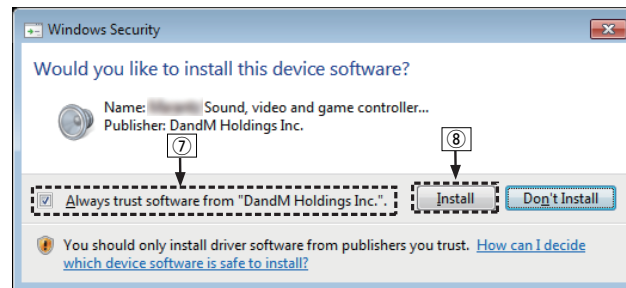 Windows Security
Would you like to install this device software?
Name: Sound, video and game controller...
Publisher: DandM Holdings Inc.
⑦
⑧
Always trust software from "DandM Holdings Inc.".
Install
Don't Install
You should only install driver software from publishers you trust. How can I decide
which device software is safe to install?